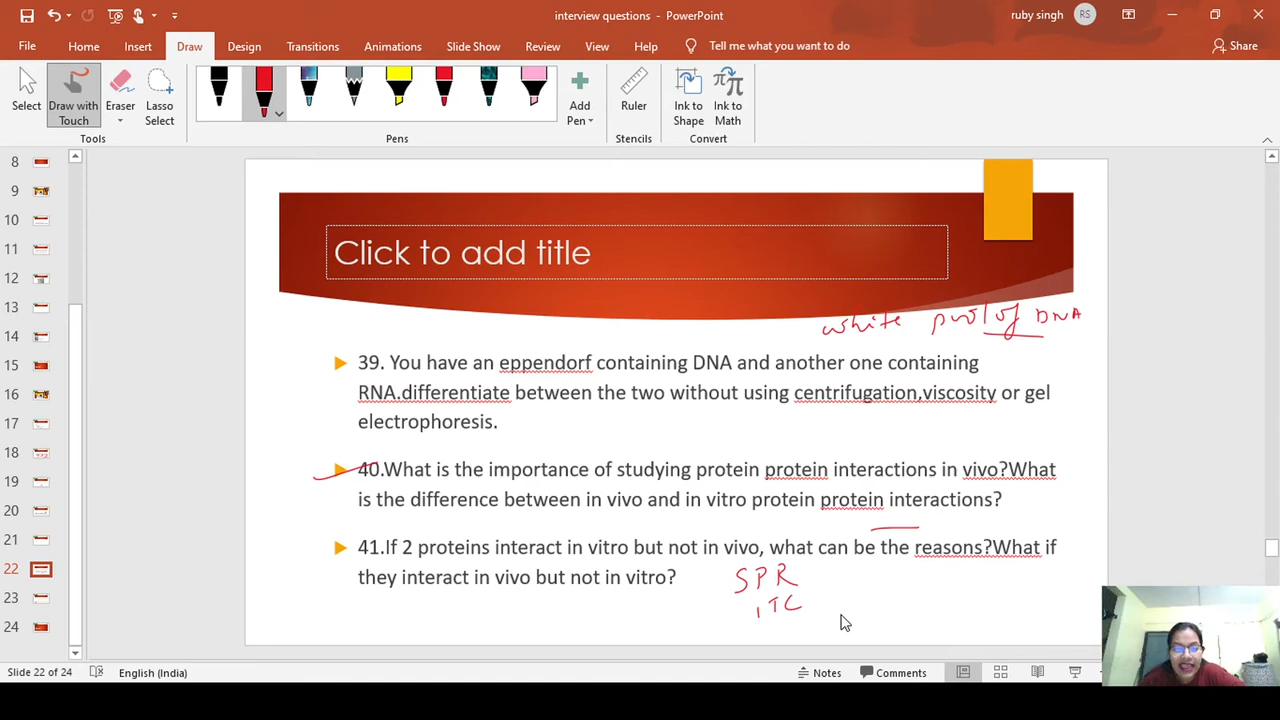 interview questions - PowerPoint
ruby singh RS
File Home Insert Draw Design Transitions Animations Slide Show Review View Help Tell me what you want to do Share
Select Draw with Touch Eraser Lasso Select Add Pen Ruler Ink to Shape Ink to Math
Tools Pens Stencils Convert
8
9
10
11
12
13
14
15
16
17
18
19
20
21
22
23
24
Click to add title
white pool of DNA
39. You have an eppendorf containing DNA and another one containing
RNA.differentiate between the two without using centrifugation,viscosity or gel
electrophoresis.
40.What is the importance of studying protein protein interactions in vivo?What
is the difference between in vivo and in vitro protein protein interactions?
41.If 2 proteins interact in vitro but not in vivo, what can be the reasons?What if
they interact in vivo but not in vitro?
SPR
ITC
Slide 22 of 24 English (India) Notes Comments